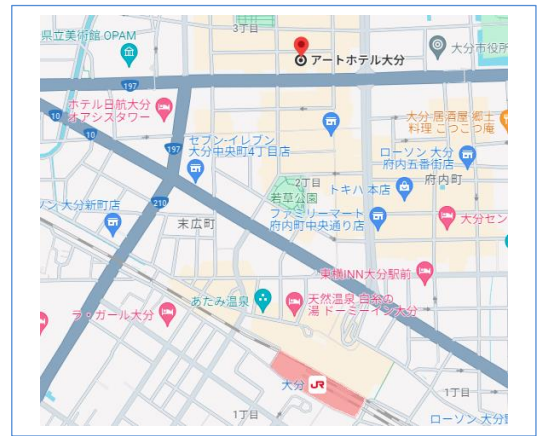 3丁目
県立美術館 OPAM
アートホテル大分
大分市役所
197
ホテル日航大分
オアシスタワー
10
10
197
大分 居酒屋 郷土
料理 こつこつ庵
セブン-イレブン
大分中央町4丁目店
ローソン 大分
府内五番街店
2丁目
トキハ 本店
府内町
若草公園
210
ソン 大分新町店
ファミリーマート
府内町中央通り店
大分セン
末広町
東横INN大分駅前
あたみ温泉
天然温泉 白糸の
湯 ドーミーイン大分
ラ・ガール大分
大分
JR
1丁目
1丁目
ローソン 大分